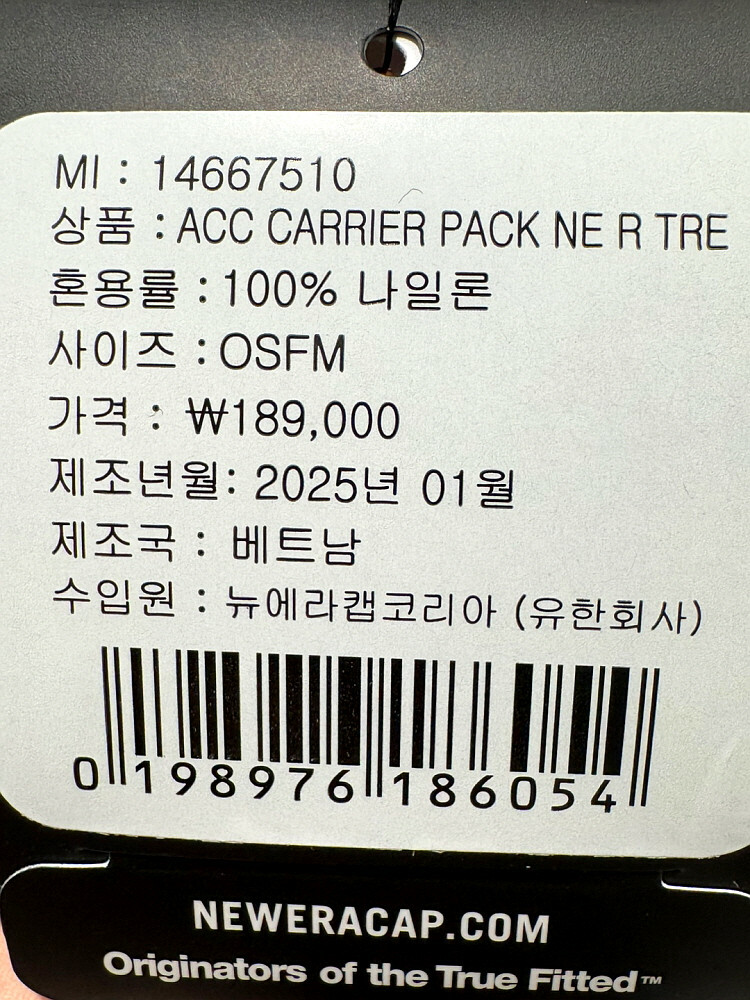 MI : 14667510
상품 : ACC CARRIER PACK NE R TRE
혼용률 : 100% 나일론
사이즈 : OSFM
가격 : ₩189,000
제조년월: 2025년 01월
제조국 : 베트남
수입원 : 뉴에라캡코리아 (유한회사)
0 198976 186054
NEWERACAP.COM
Originators of the True Fitted™